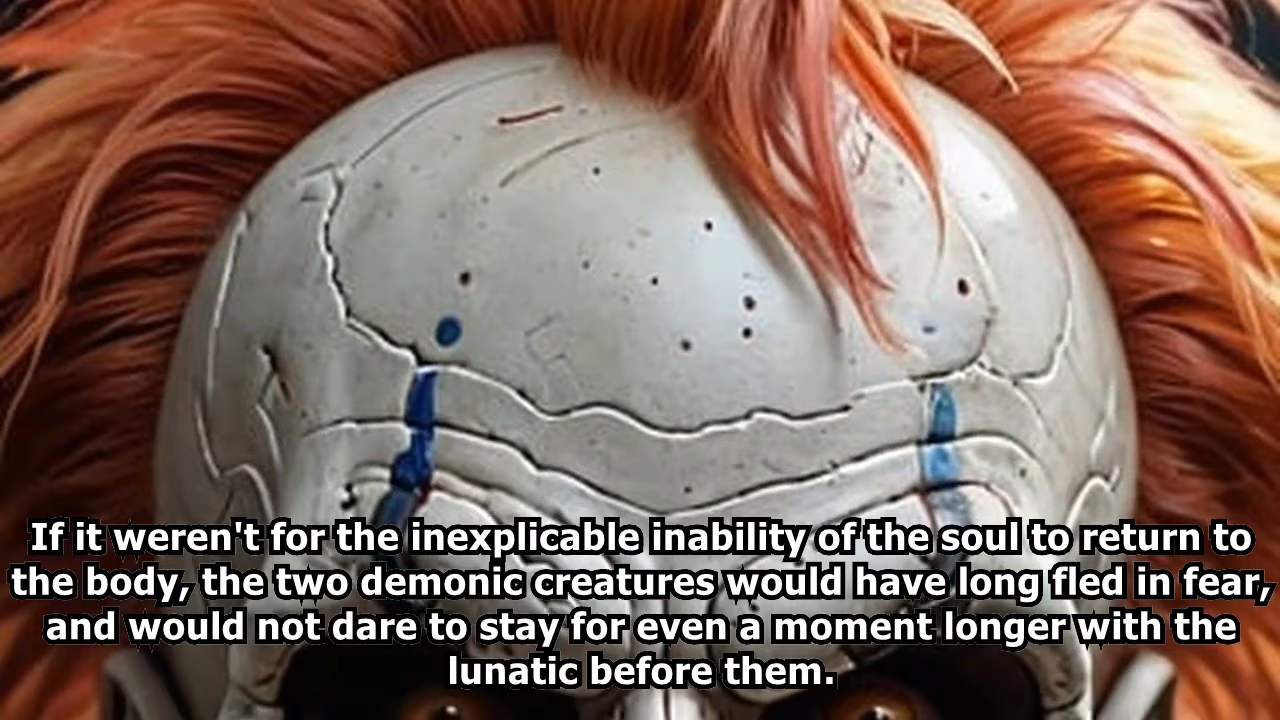 If it weren't for the inexplicable inability of the soul to return to
the body, the two demonic creatures would have long fled in fear,
and would not dare to stay for even a moment longer with the
lunatic before them.